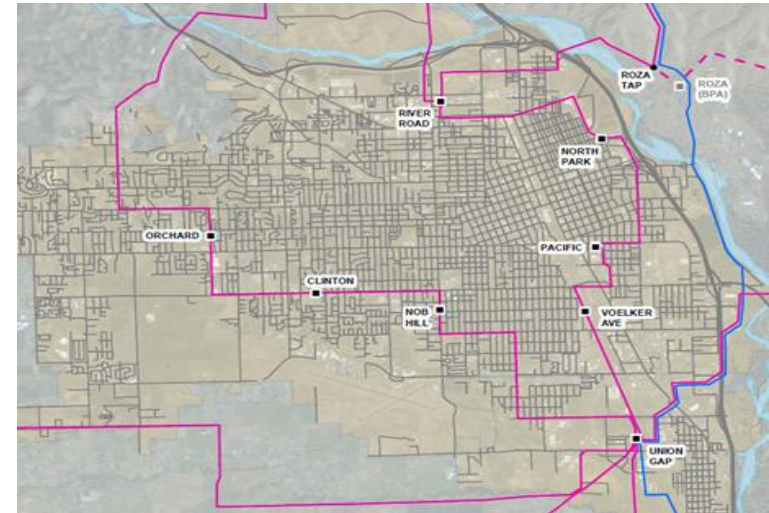 ROZA
TAP
ROZA
(BPA)
RIVER
ROAD
NORTH
PARK
ORCHARD
PACIFIC
CLINTON
NOB
HILL
VOELKER
AVE
UNION
GAP